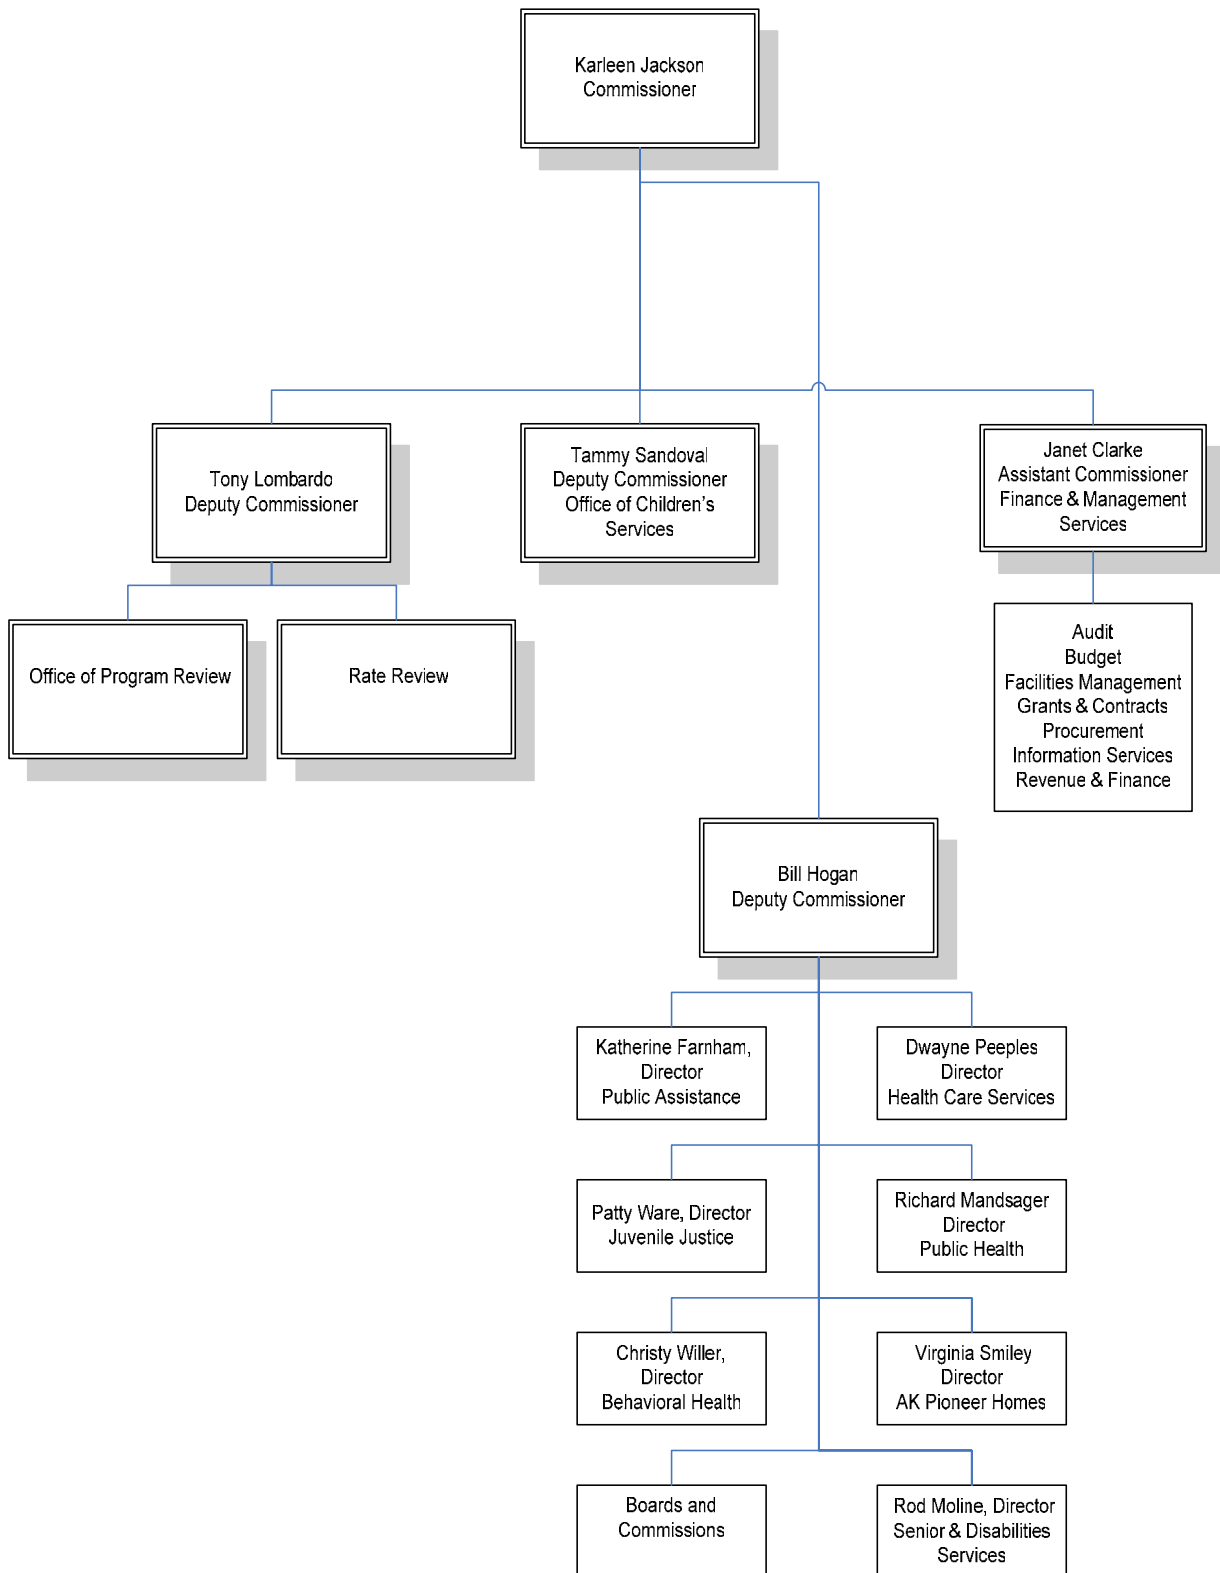 Karleen Jackson
Commissioner
Tony Lombardo
Deputy Commissioner
Tammy Sandoval
Deputy Commissioner
Office of Children's
Services
Janet Clarke
Assistant Commissioner
Finance & Management
Services
Office of Program Review
Rate Review
Audit
Budget
Facilities Management
Grants & Contracts
Procurement
Information Services
Revenue & Finance
Bill Hogan
Deputy Commissioner
Katherine Farnham,
Director
Public Assistance
Dwayne Peeples
Director
Health Care Services
Patty Ware, Director
Juvenile Justice
Richard Mandsager
Director
Public Health
Christy Willer,
Director
Behavioral Health
Virginia Smiley
Director
AK Pioneer Homes
Boards and
Commissions
Rod Moline, Director
Senior & Disabilities
Services